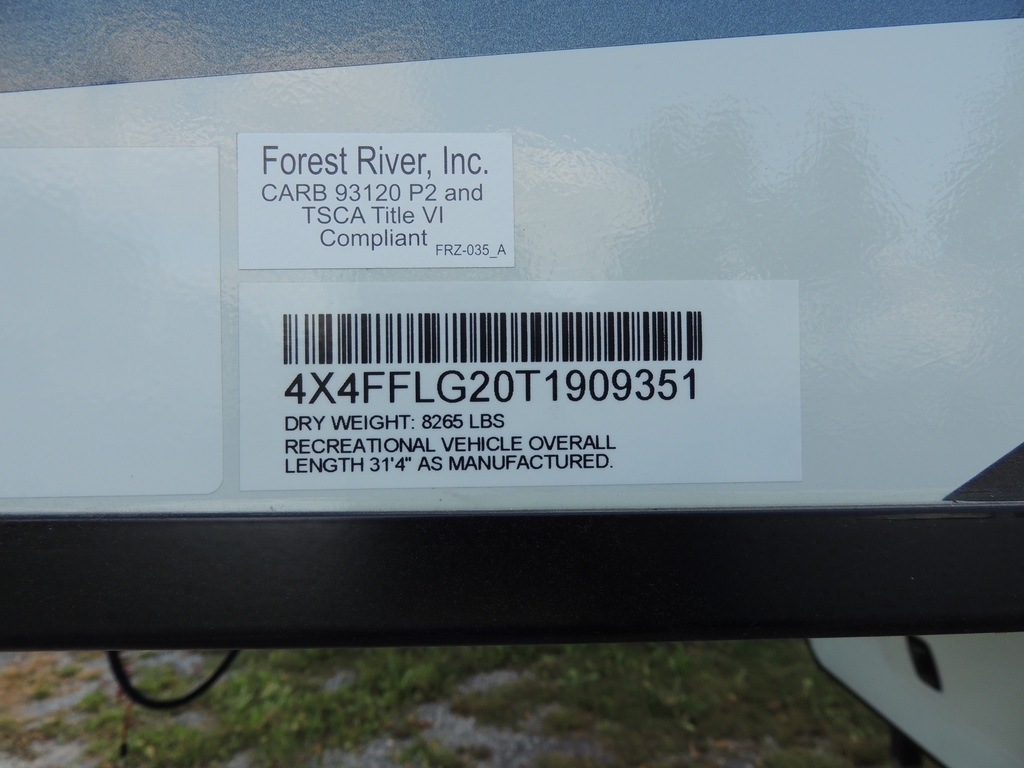 Forest River, Inc.
CARB 93120 P2 and
TSCA Title VI
Compliant
FRZ-035_A
4X4FFLG20T1909351
DRY WEIGHT: 8265 LBS
RECREATIONAL VEHICLE OVERALL
LENGTH 31'4" AS MANUFACTURED.